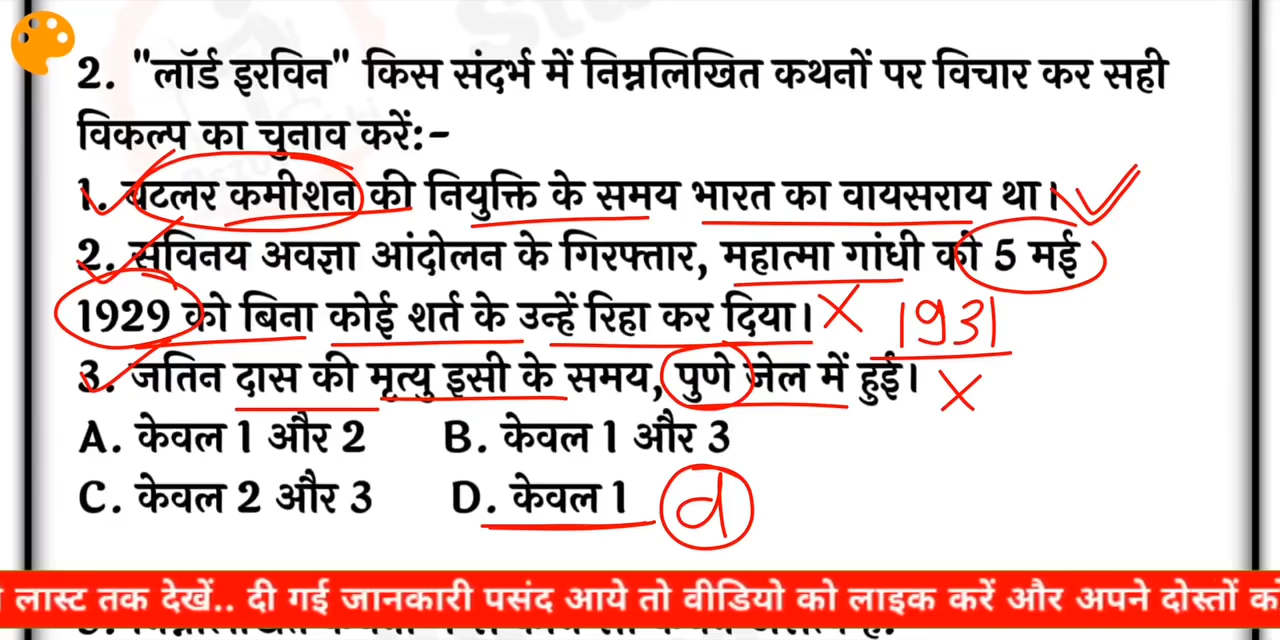 2. "लॉर्ड इरविन" किस संदर्भ में निम्नलिखित कथनों पर विचार कर सही
विकल्प का चुनाव करें:-
1. बटलर कमीशन की नियुक्ति के समय भारत का वायसराय था।
2. सविनय अवज्ञा आंदोलन के गिरफ्तार, महात्मा गांधी की 5 मई
1929 को बिना कोई शर्त के उन्हें रिहा कर दिया। 1931
3. जतिन दास की मृत्यु इसी के समय, पुणे जेल में हुई।
A. केवल 1 और 2 B. केवल 1 और 3
C. केवल 2 और 3 D. केवल 1 d
लास्ट तक देखें.. दी गई जानकारी पसंद आये तो वीडियो को लाइक करें और अपने दोस्तों